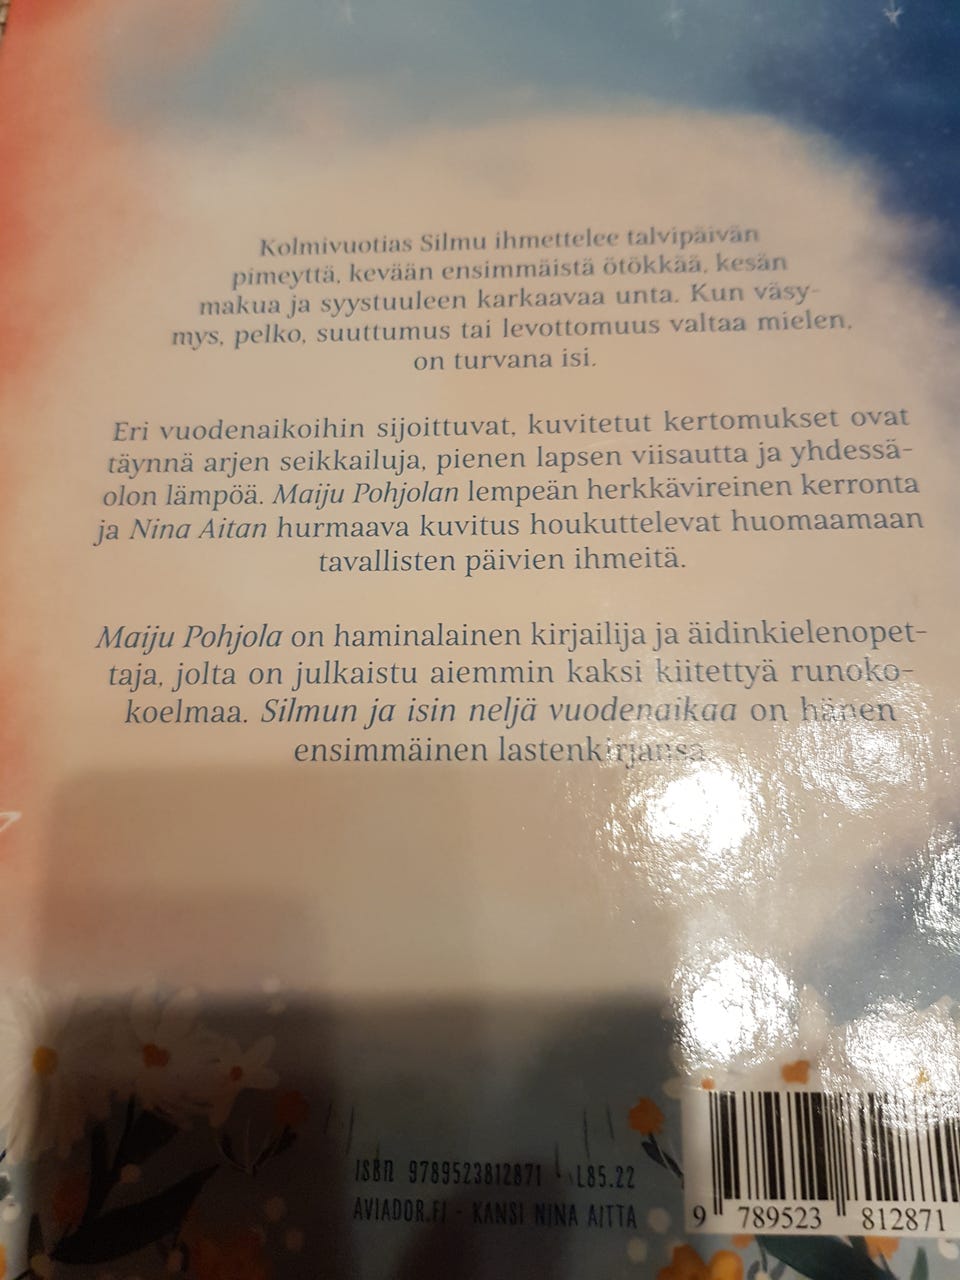 Kolmivuotias Silmu ihmettelee talvipäivän
pimeyttä, kevään ensimmäistä ötökkää, kesän
makua ja syystuuleen karkaavaa unta. Kun väsy-
mys, pelko, suuttumus tai levottomuus valtaa mielen,
on turvana isi.
Eri vuodenaikoihin sijoittuvat, kuvitetut kertomukset ovat
täynnä arjen seikkailuja, pienen lapsen viisautta ja yhdessä-
olon lämpöä. Maiju Pohjolan lempeän herkkävireinen kerronta
ja Nina Aitan hurmaava kuvitus houkuttelevat huomaamaan
tavallisten päivien ihmeitä.
Maiju Pohjola on haminalainen kirjailija ja äidinkielenopet-
taja, jolta on julkaistu aiemmin kaksi kiitettyä runoko-
koelmaa. Silmun ja isin neljä vuodenaikaa on hänen
ensimmäinen lastenkirjansa.
ISBN 9789523812871 L85.22
AVIADOR.FI - KANSI NINA AITTA
9 789523 812871